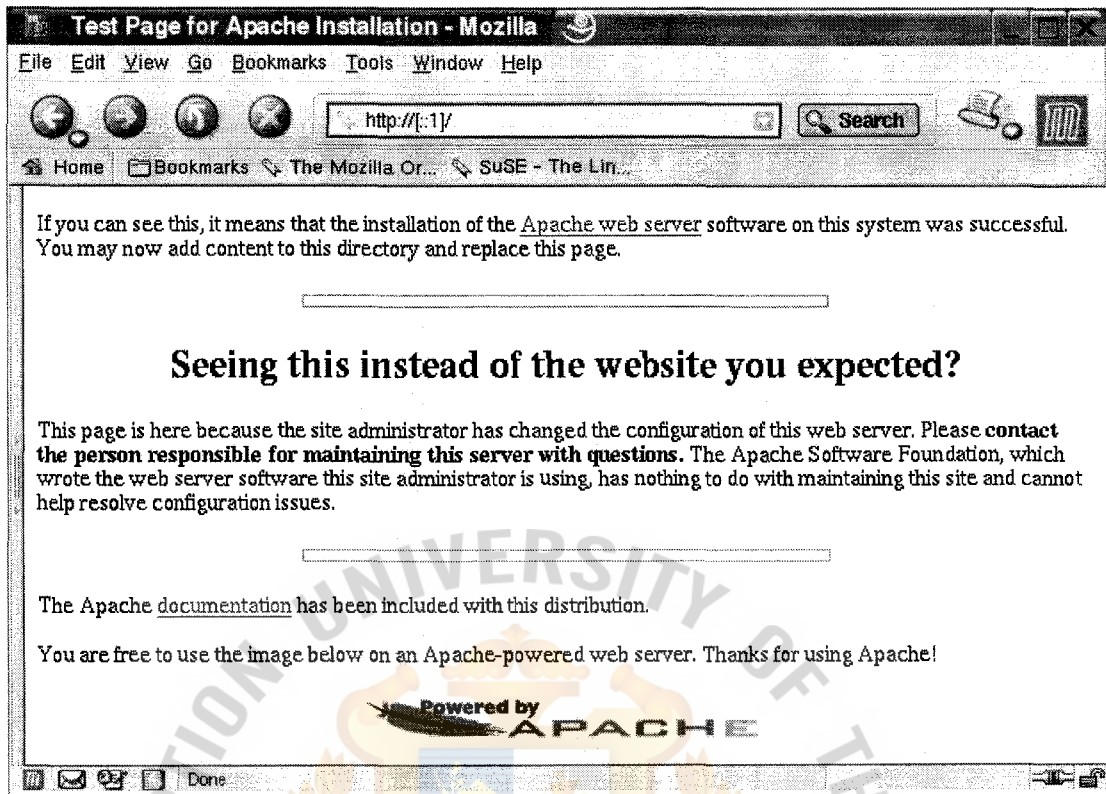 Test Page for Apache Installation - Mozilla
File Edit View Go Bookmarks Tools Window Help
http://[::1]/ Search
Home Bookmarks The Mozilla Or... SuSE - The Lin...
If you can see this, it means that the installation of the Apache web server software on this system was successful.
You may now add content to this directory and replace this page.
Seeing this instead of the website you expected?
This page is here because the site administrator has changed the configuration of this web server. Please contact
the person responsible for maintaining this server with questions. The Apache Software Foundation, which
wrote the web server software this site administrator is using, has nothing to do with maintaining this site and cannot
help resolve configuration issues.
The Apache documentation has been included with this distribution.
You are free to use the image below on an Apache-powered web server. Thanks for using Apache!
Powered by
APACHE
Done
UNIVERSITY OF